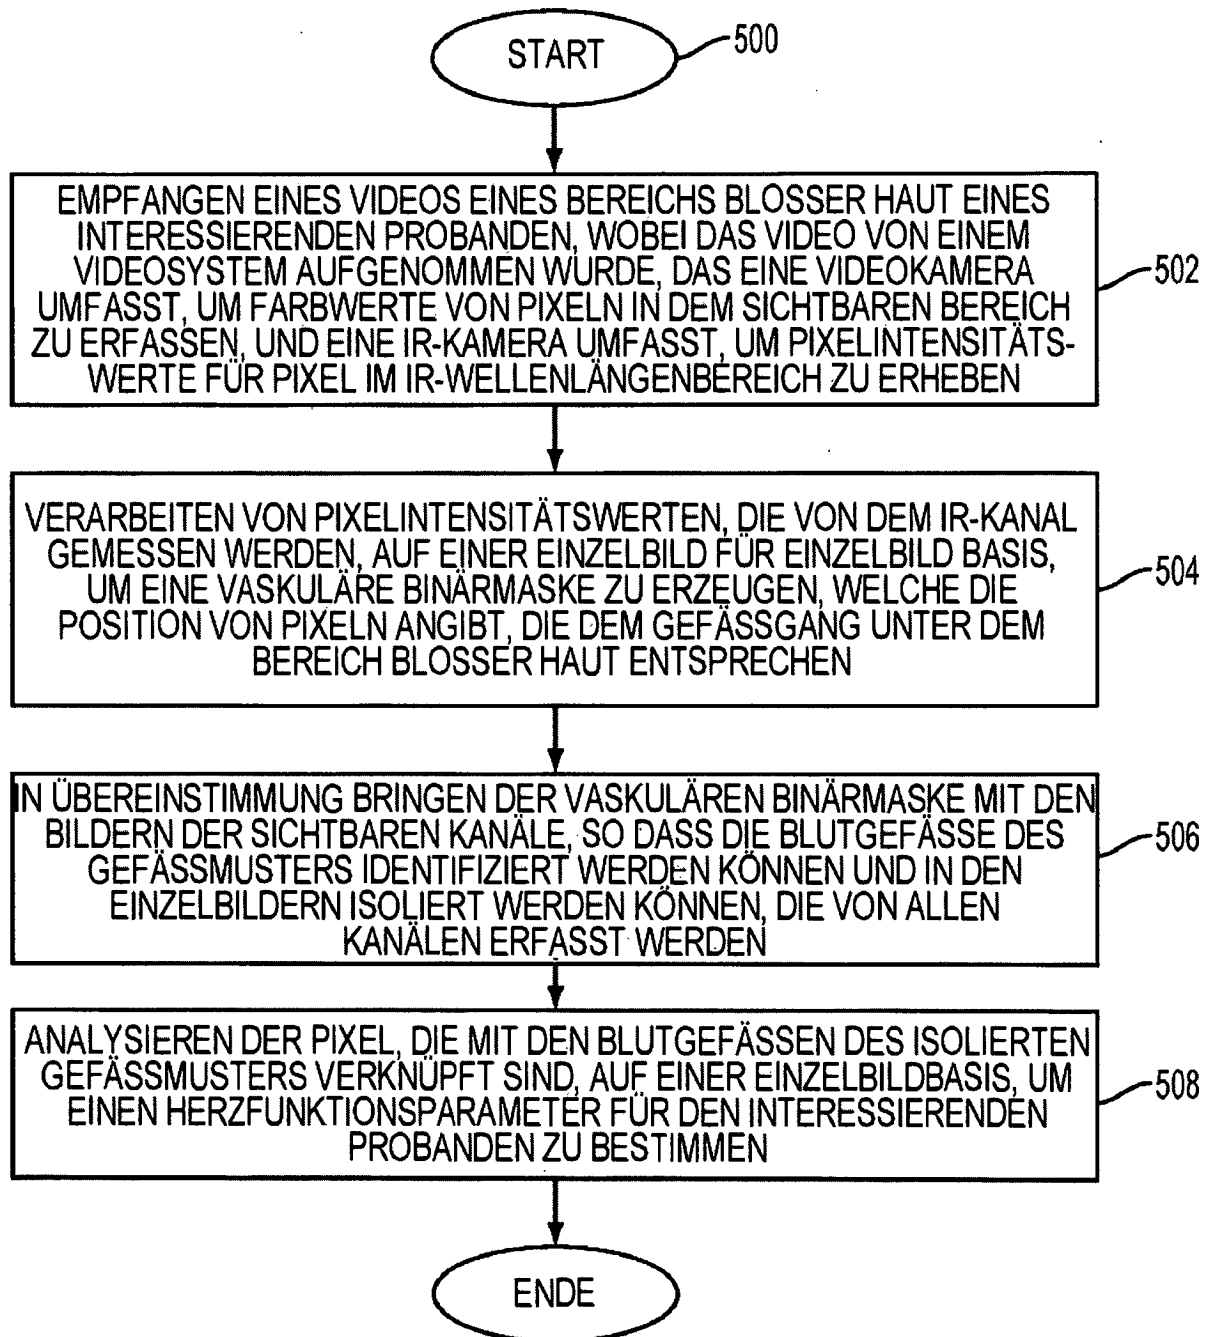 START
500
EMPFANGEN EINES VIDEOS EINES BEREICHS BLOSSER HAUT EINES
INTERESSIERENDEN PROBANDEN, WOBEI DAS VIDEO VON EINEM
VIDEOSYSTEM AUFGENOMMEN WURDE, DAS EINE VIDEOKAMERA
UMFASST, UM FARBWERTE VON PIXELN IN DEM SICHTBAREN BEREICH
ZU ERFASSEN, UND EINE IR-KAMERA UMFASST, UM PIXELINTENSITÄTS-
WERTE FÜR PIXEL IM IR-WELLENLÄNGENBEREICH ZU ERHEBEN
502
VERARBEITEN VON PIXELINTENSITÄTSWERTEN, DIE VON DEM IR-KANAL
GEMESSEN WERDEN, AUF EINER EINZELBILD FÜR EINZELBILD BASIS,
UM EINE VASKULÄRE BINÄRMASKE ZU ERZEUGEN, WELCHE DIE
POSITION VON PIXELN ANGIBT, DIE DEM GEFÄSSGANG UNTER DEM
BEREICH BLOSSER HAUT ENTSPRECHEN
504
IN ÜBEREINSTIMMUNG BRINGEN DER VASKULÄREN BINÄRMASKE MIT DEN
BILDERN DER SICHTBAREN KANÄLE, SO DASS DIE BLUTGEFÄSSE DES
GEFÄSSMUSTERS IDENTIFIZIERT WERDEN KÖNNEN UND IN DEN
EINZELBILDERN ISOLIERT WERDEN KÖNNEN, DIE VON ALLEN
KANÄLEN ERFASST WERDEN
506
ANALYSIEREN DER PIXEL, DIE MIT DEN BLUTGEFÄSSEN DES ISOLIERTEN
GEFÄSSMUSTERS VERKNÜPFT SIND, AUF EINER EINZELBILDBASIS, UM
EINEN HERZFUNKTIONSPARAMETER FÜR DEN INTERESSIERENDEN
PROBANDEN ZU BESTIMMEN
508
ENDE